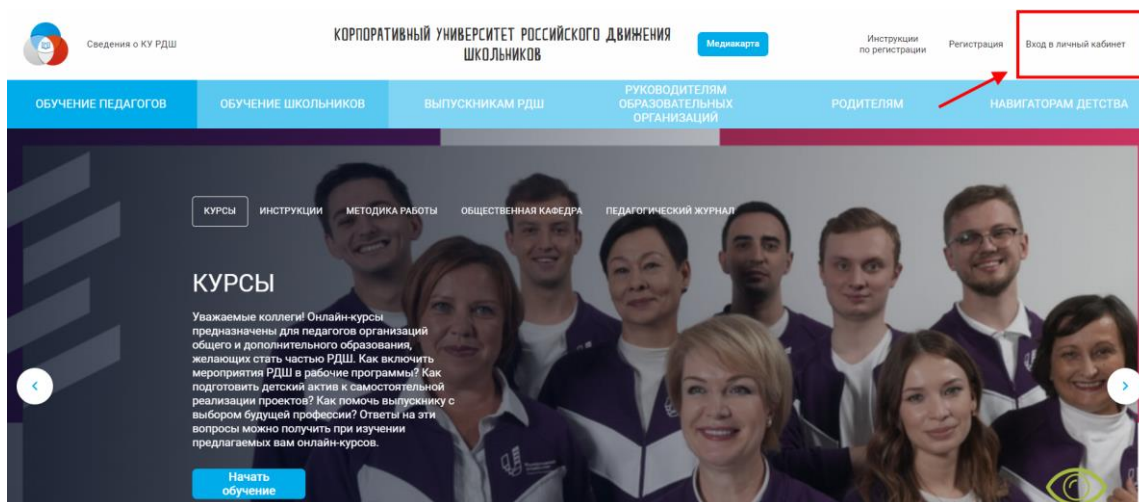 Сведения о КУ РДШ
КОРПОРАТИВНЫЙ УНИВЕРСИТЕТ РОССИЙСКОГО ДВИЖЕНИЯ
ШКОЛЬНИКОВ
Медиакарта
Инструкции
по регистрации
Регистрация
Вход в личный кабинет
ОБУЧЕНИЕ ПЕДАГОГОВ
ОБУЧЕНИЕ ШКОЛЬНИКОВ
ВЫПУСКНИКАМ РДШ
РУКОВОДИТЕЛЯМ
ОБРАЗОВАТЕЛЬНЫХ
ОРГАНИЗАЦИЙ
РОДИТЕЛЯМ
НАВИГАТОРАМ ДЕТСТВА
КУРСЫ
ИНСТРУКЦИИ
МЕТОДИКА РАБОТЫ
ОБЩЕСТВЕННАЯ КАФЕДРА
ПЕДАГОГИЧЕСКИЙ ЖУРНАЛ
КУРСЫ
Уважаемые коллеги! Онлайн-курсы
предназначены для педагогов организаций
общего и дополнительного образования,
желающих стать частью РДШ. Как включить
мероприятия РДШ в рабочие программы? Как
подготовить детский актив к самостоятельной
реализации проектов? Как помочь выпускнику с
выбором будущей профессии? Ответы на эти
вопросы можно получить при изучении
предлагаемых вам онлайн-курсов.
Начать
обучение